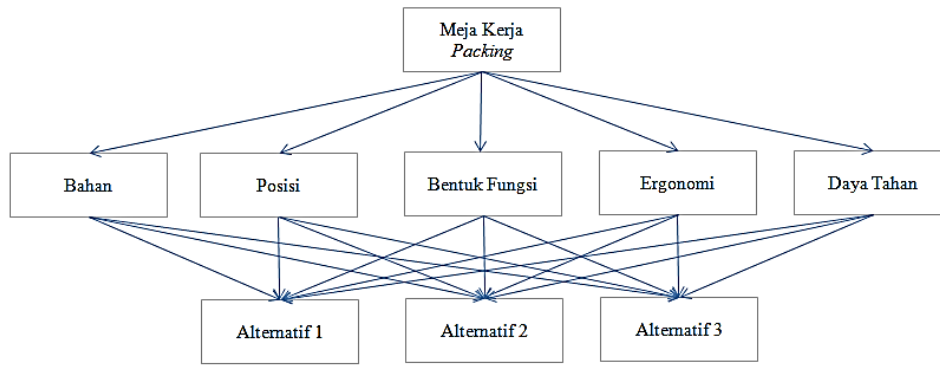 Meja Kerja
Packing
Bahan
Posisi
Bentuk Fungsi
Ergonomi
Daya Tahan
Alternatif 1
Alternatif 2
Alternatif 3